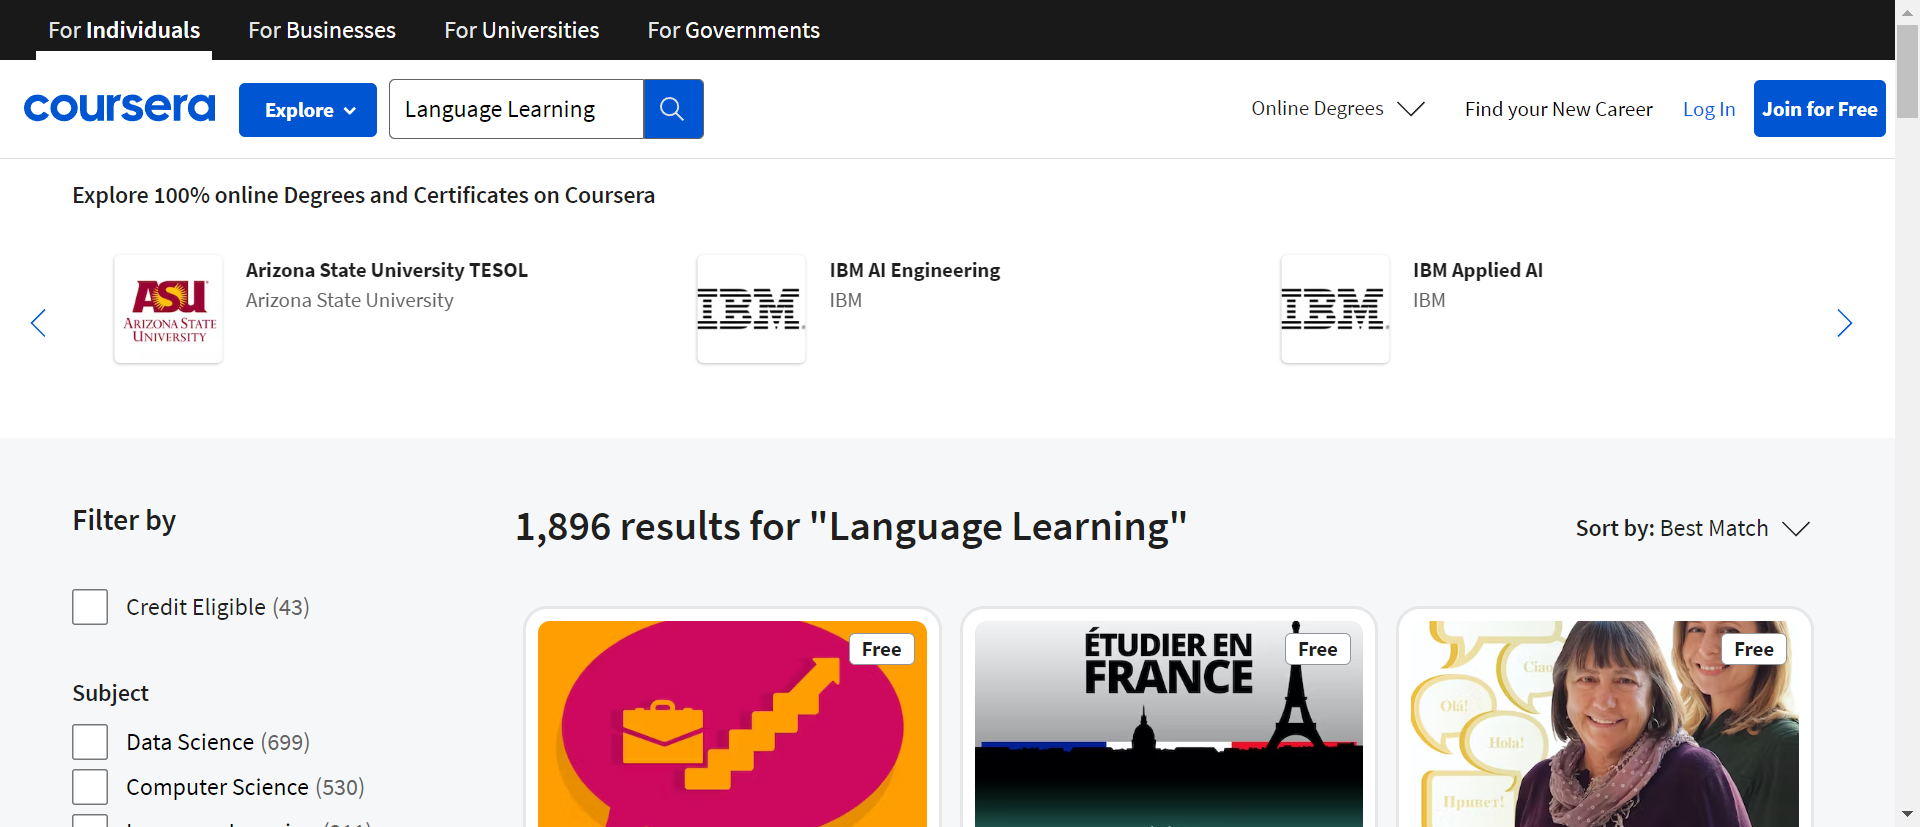 For Individuals
For Businesses
For Universities
For Governments
coursera
Explore
Language Learning
Online Degrees
Find your New Career
Log In
Join for Free
Explore 100% online Degrees and Certificates on Coursera
ASU
ARIZONA STATE
UNIVERSITY
Arizona State University TESOL
Arizona State University
IBM
IBM AI Engineering
IBM
IBM
IBM Applied AI
IBM
Filter by
1,896 results for "Language Learning"
Sort by: Best Match
Credit Eligible (43)
Subject
Data Science (699)
Computer Science (530)
Free
ÉTUDIER EN
FRANCE
Free
Free
Ciao
Olá!
Hola!
Привет!